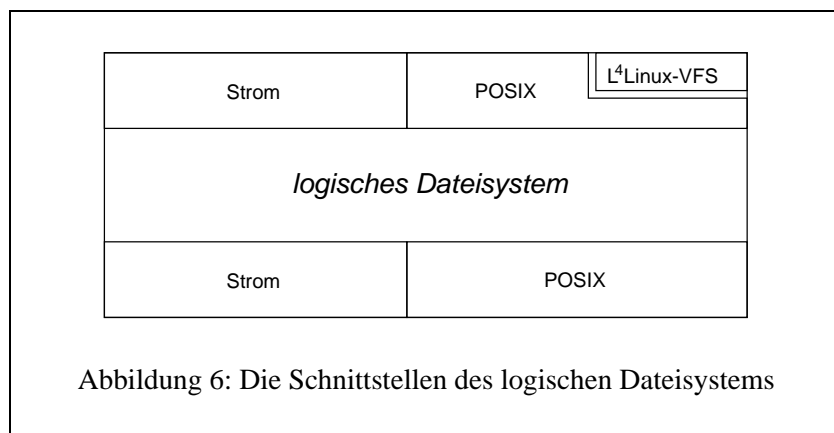 Strom
POSIX
L⁴Linux-VFS
logisches Dateisystem
Strom
POSIX
Abbildung 6: Die Schnittstellen des logischen Dateisystems